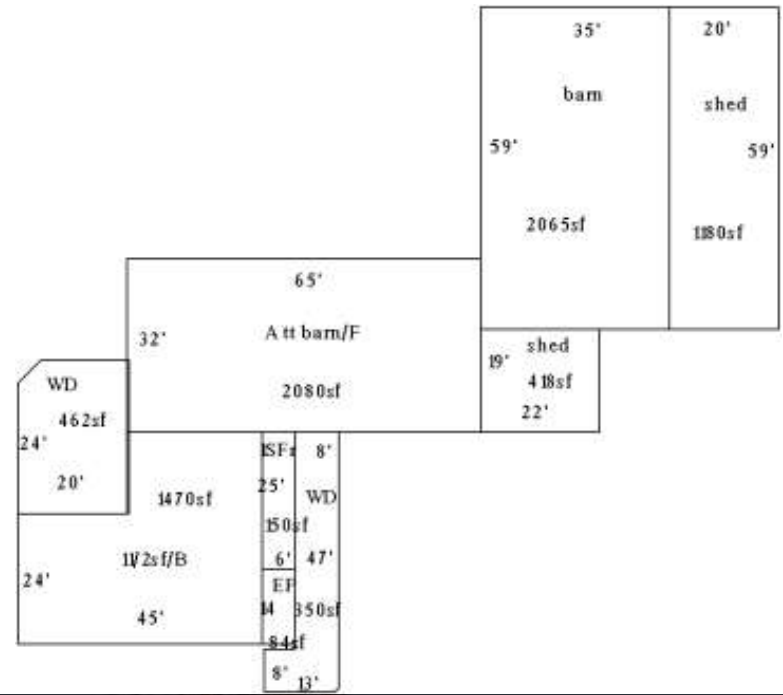 35'
20'
barn
shed
59'
59'
2065sf
1180sf
65'
32'
Att barn/F
2080sf
19'
shed
418sf
22'
WD
462sf
24'
20'
1SFr
8'
25'
WD
1470sf
150sf
11/2sf/B
6'
47'
24'
EP
14
350sf
45'
84sf
8'
13'